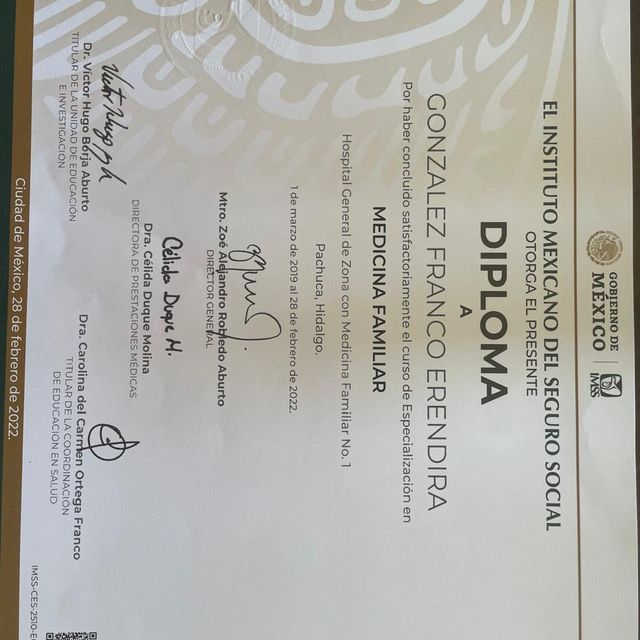 GOBIERNO DE
MÉXICO
IMSS
EL INSTITUTO MEXICANO DEL SEGURO SOCIAL
OTORGA EL PRESENTE
DIPLOMA
A
GONZALEZ FRANCO ERENDIRA
Por haber concluido satisfactoriamente el curso de Especialización en
MEDICINA FAMILIAR
Hospital General de Zona con Medicina Familiar No. 1
Pachuca, Hidalgo.
1 de marzo de 2019 al 28 de febrero de 2022.
Mtro. Zoé Alejandro Robledo Aburto
DIRECTOR GENERAL
Célida Duque M.
Dra. Célida Duque Molina
DIRECTORA DE PRESTACIONES MÉDICAS
Dr. Víctor Hugo Borja Aburto
TITULAR DE LA UNIDAD DE EDUCACIÓN
E INVESTIGACIÓN
Dra. Carolina del Carmen Ortega Franco
TITULAR DE LA COORDINACIÓN
DE EDUCACIÓN EN SALUD
IMSS-CES-2510-E
Ciudad de México, 28 de febrero de 2022.